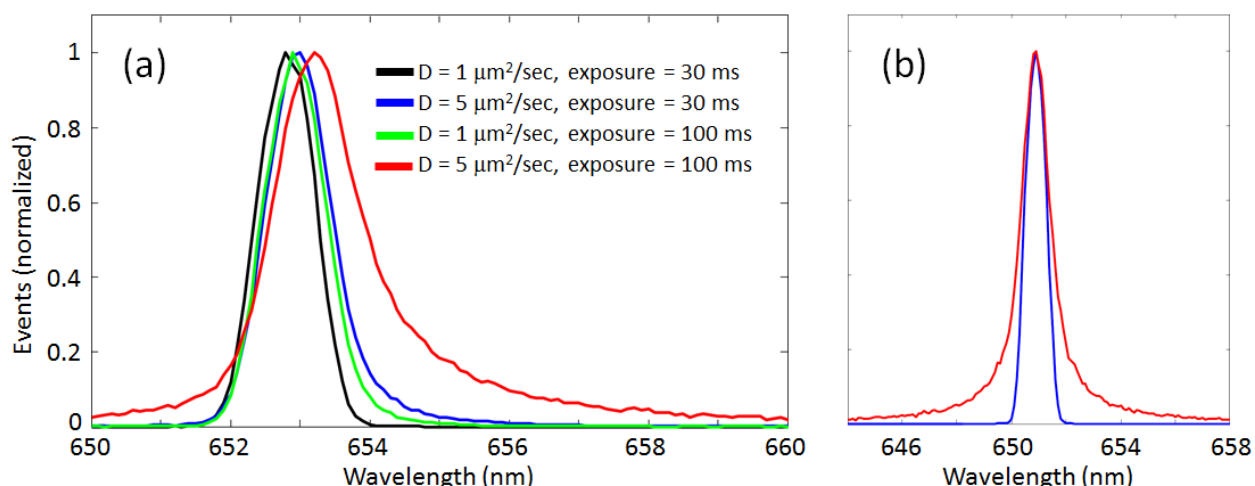 (a)
D = 1 μm²/sec, exposure = 30 ms
D = 5 μm²/sec, exposure = 30 ms
D = 1 μm²/sec, exposure = 100 ms
D = 5 μm²/sec, exposure = 100 ms
Events (normalized)
1
0.8
0.6
0.4
0.2
0
650 652 654 656 658 660
Wavelength (nm)
(b)
646 650 654 658
Wavelength (nm)